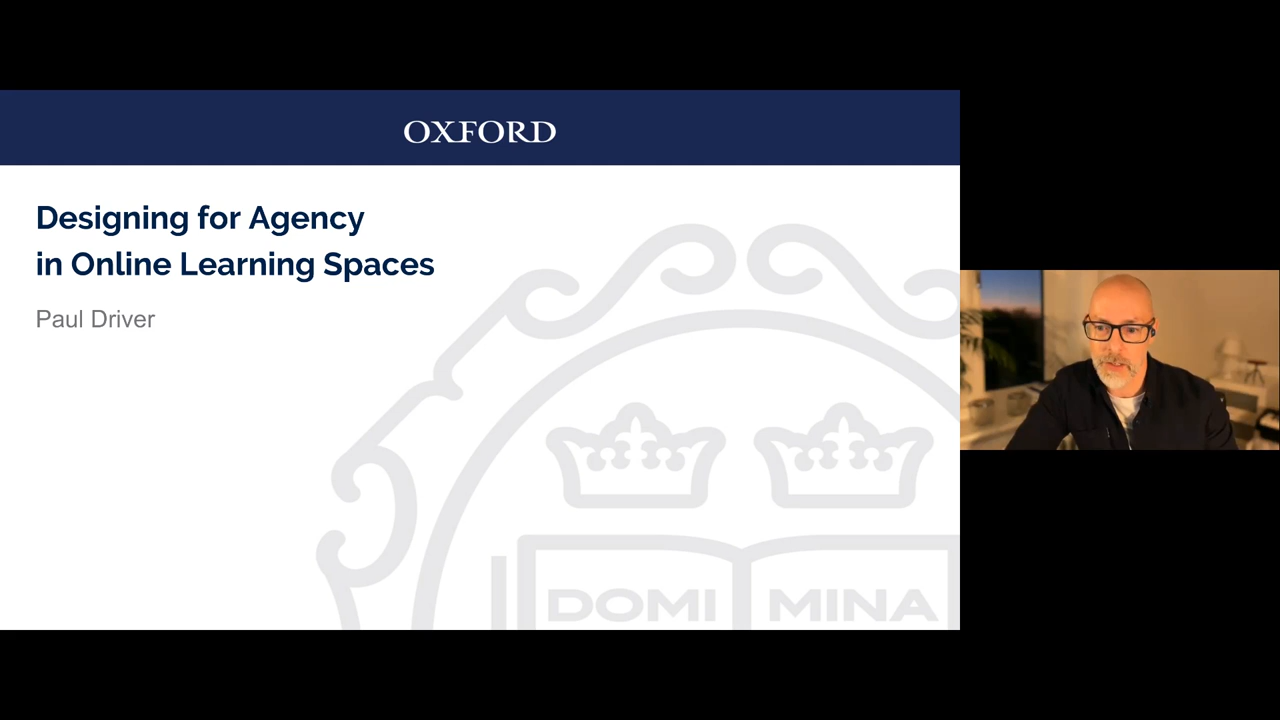 OXFORD
Designing for Agency
in Online Learning Spaces
Paul Driver
DOMI MINA